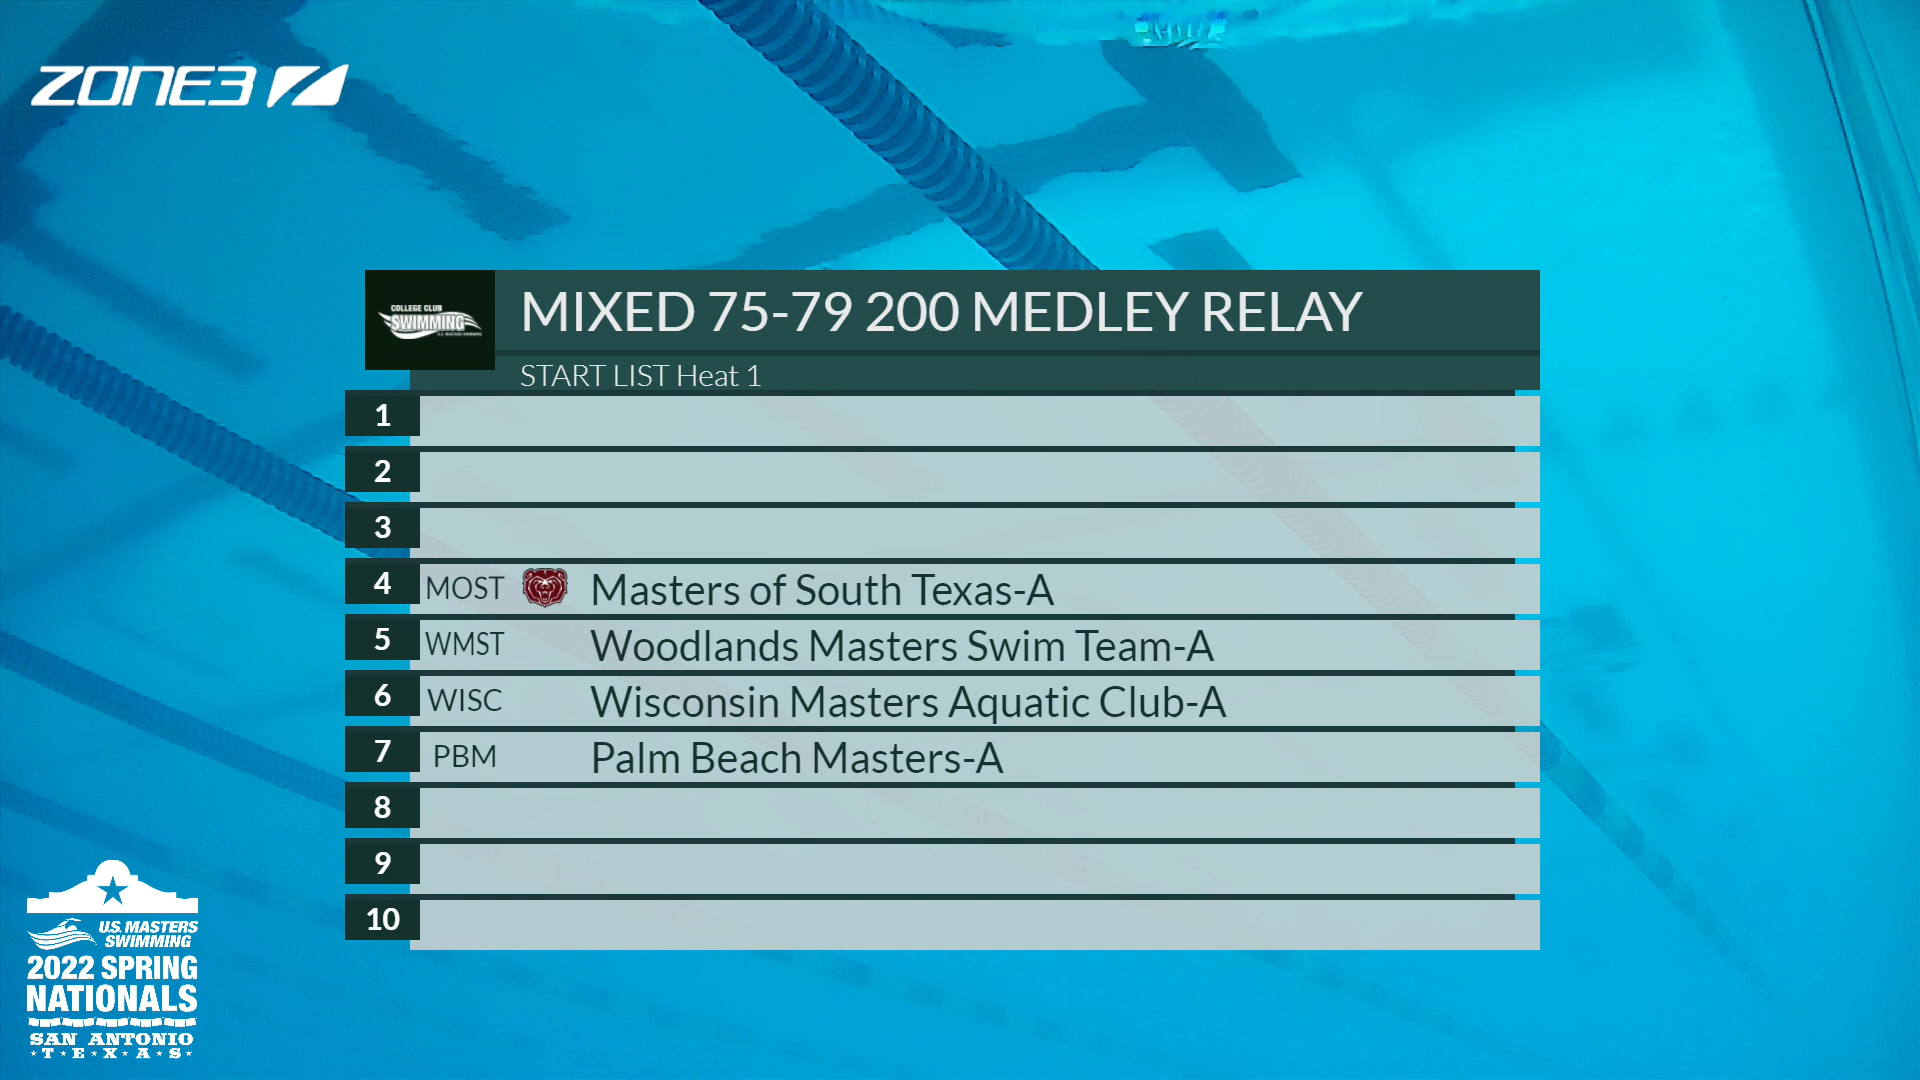 ZONE3
COLLEGE CLUB
SWIMMING
U.S. MASTERS SWIMMING
MIXED 75-79 200 MEDLEY RELAY
START LIST Heat 1
1
2
3
4 MOST Masters of South Texas-A
5 WMST Woodlands Masters Swim Team-A
6 WISC Wisconsin Masters Aquatic Club-A
7 PBM Palm Beach Masters-A
8
9
10
U.S. MASTERS
SWIMMING
2022 SPRING
NATIONALS
SAN ANTONIO
T E X A S